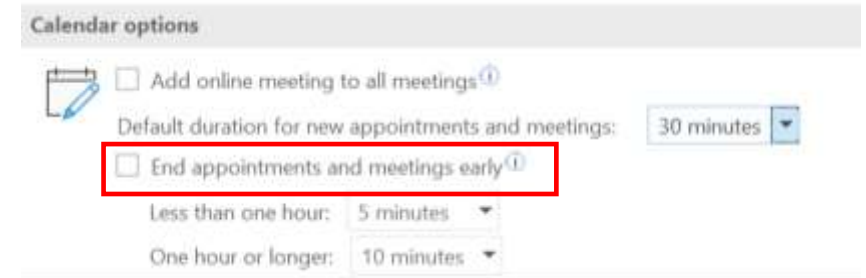 Calendar options
Add online meeting to all meetings
Default duration for new appointments and meetings: 30 minutes
End appointments and meetings early
Less than one hour: 5 minutes
One hour or longer: 10 minutes